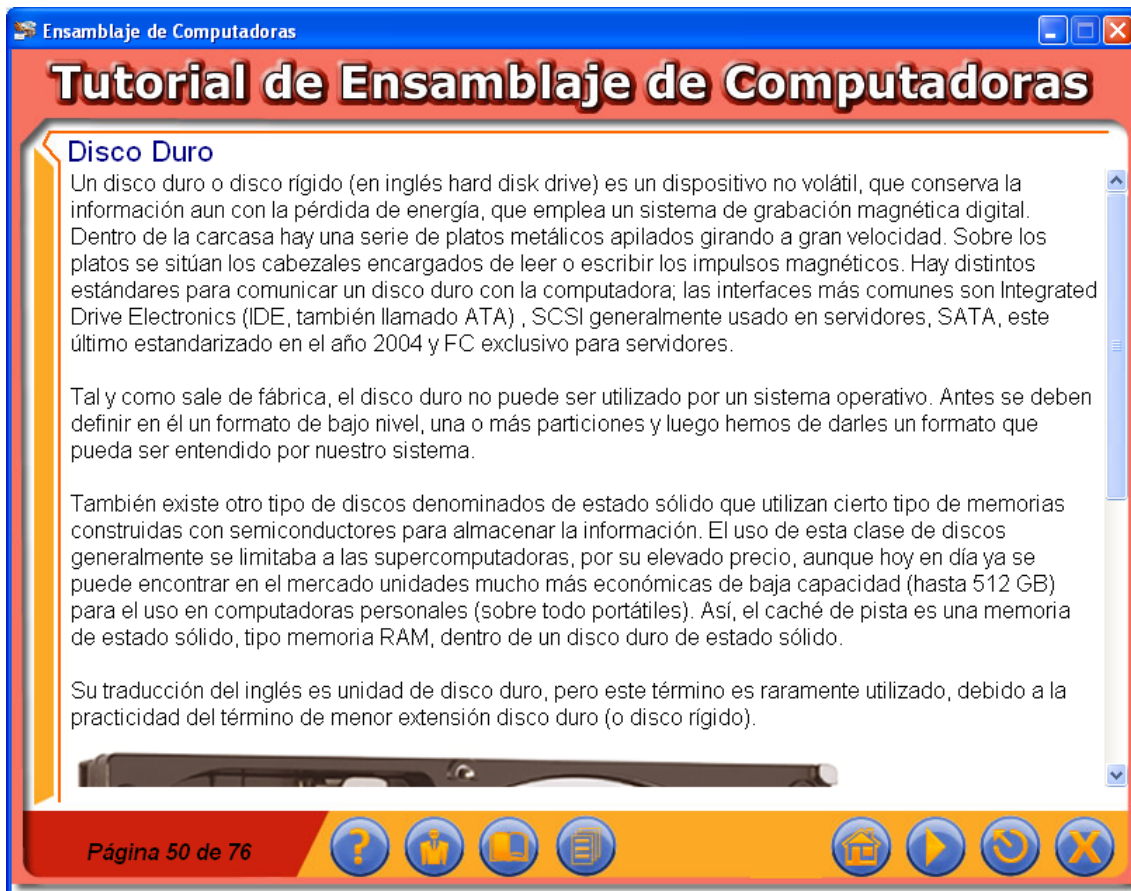 Ensamblaje de Computadoras
Tutorial de Ensamblaje de Computadoras
Disco Duro
Un disco duro o disco rígido (en inglés hard disk drive) es un dispositivo no volátil, que conserva la
información aun con la pérdida de energía, que emplea un sistema de grabación magnética digital.
Dentro de la carcasa hay una serie de platos metálicos apilados girando a gran velocidad. Sobre los
platos se sitúan los cabezales encargados de leer o escribir los impulsos magnéticos. Hay distintos
estándares para comunicar un disco duro con la computadora; las interfaces más comunes son Integrated
Drive Electronics (IDE, también llamado ATA) , SCSI generalmente usado en servidores, SATA, este
último estandarizado en el año 2004 y FC exclusivo para servidores.
Tal y como sale de fábrica, el disco duro no puede ser utilizado por un sistema operativo. Antes se deben
definir en él un formato de bajo nivel, una o más particiones y luego hemos de darles un formato que
pueda ser entendido por nuestro sistema.
También existe otro tipo de discos denominados de estado sólido que utilizan cierto tipo de memorias
construidas con semiconductores para almacenar la información. El uso de esta clase de discos
generalmente se limitaba a las supercomputadoras, por su elevado precio, aunque hoy en día ya se
puede encontrar en el mercado unidades mucho más económicas de baja capacidad (hasta 512 GB)
para el uso en computadoras personales (sobre todo portátiles). Así, el caché de pista es una memoria
de estado sólido, tipo memoria RAM, dentro de un disco duro de estado sólido.
Su traducción del inglés es unidad de disco duro, pero este término es raramente utilizado, debido a la
practicidad del término de menor extensión disco duro (o disco rígido).
Página 50 de 76